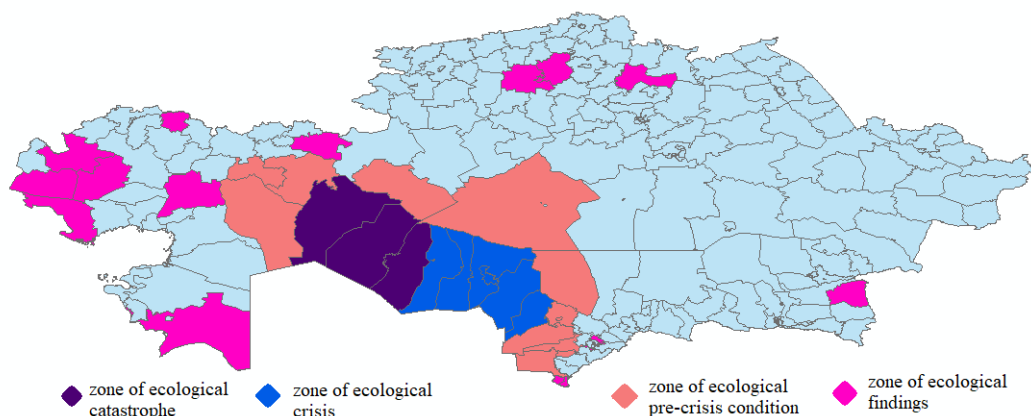 zone of ecological
catastrophe
zone of ecological
crisis
zone of ecological
pre-crisis condition
zone of ecological
findings